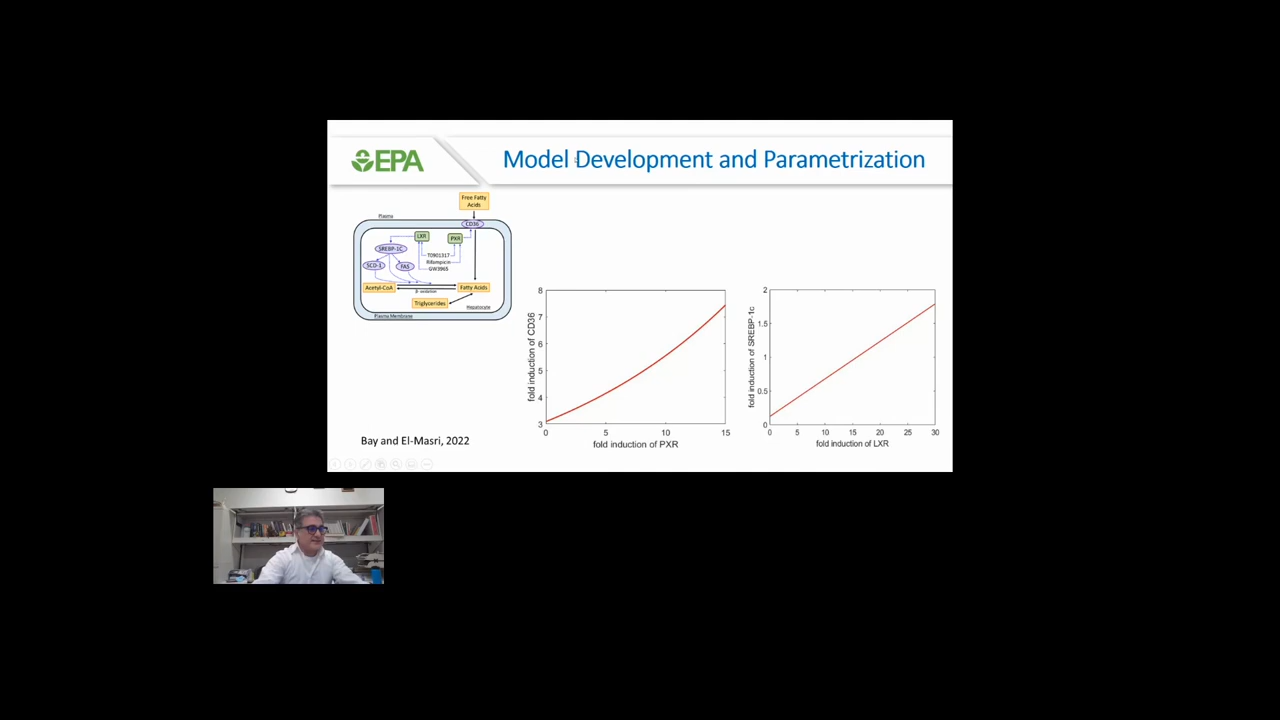 EPA
Model Development and Parametrization
Free Fatty
Acids
Plasma
CD36
LXR
PXR
SREBP-1C
T0901317
Rifampicin
GW3965
SCD-1
FAS
Acetyl-CoA
β- oxidation
Fatty Acids
Triglycerides
Hepatocyte
Plasma Membrane
Bay and El-Masri, 2022
fold induction of CD36
8
7
6
5
4
3
0 5 10 15
fold induction of PXR
fold induction of SREBP-1c
2
1.5
1
0.5
0
0 5 10 15 20 25 30
fold induction of LXR